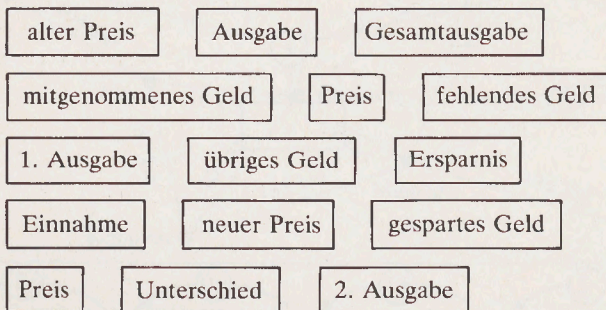 alter Preis Ausgabe Gesamtausgabe
mitgenommenes Geld Preis fehlendes Geld
1. Ausgabe übriges Geld Ersparnis
Einnahme neuer Preis gespartes Geld
Preis Unterschied 2. Ausgabe